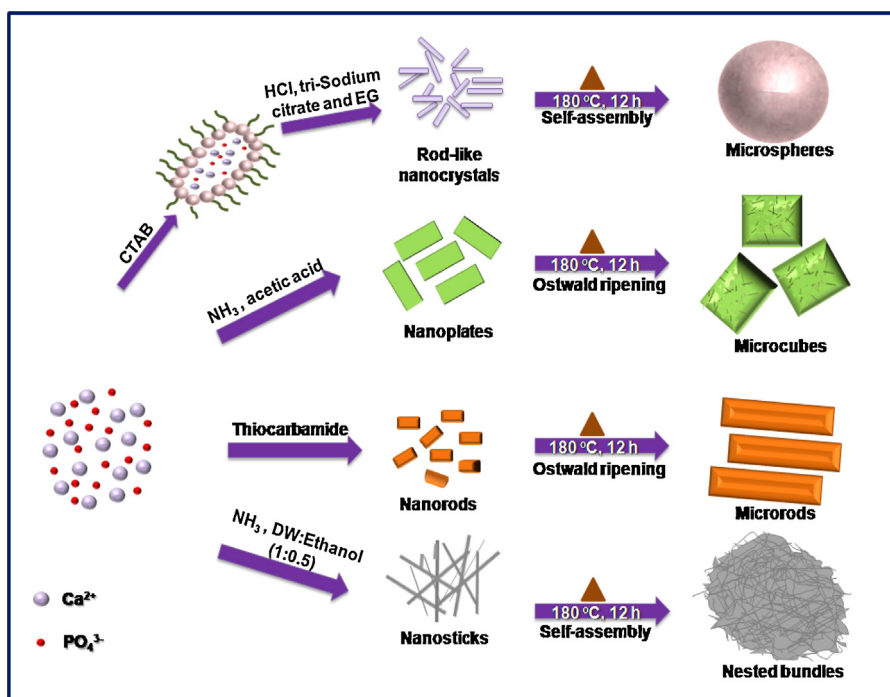 HCl, tri-Sodium
citrate and EG
180 °C, 12 h
Self-assembly
Rod-like
nanocrystals
Microspheres
CTAB
NH₃ , acetic acid
180 °C, 12 h
Ostwald ripening
Nanoplates
Microcubes
Thiocarbamide
180 °C, 12 h
Ostwald ripening
Nanorods
Microrods
NH₃ , DW:Ethanol
(1:0.5)
180 °C, 12 h
Self-assembly
Nanosticks
Nested bundles
Ca²⁺
PO₄³⁻